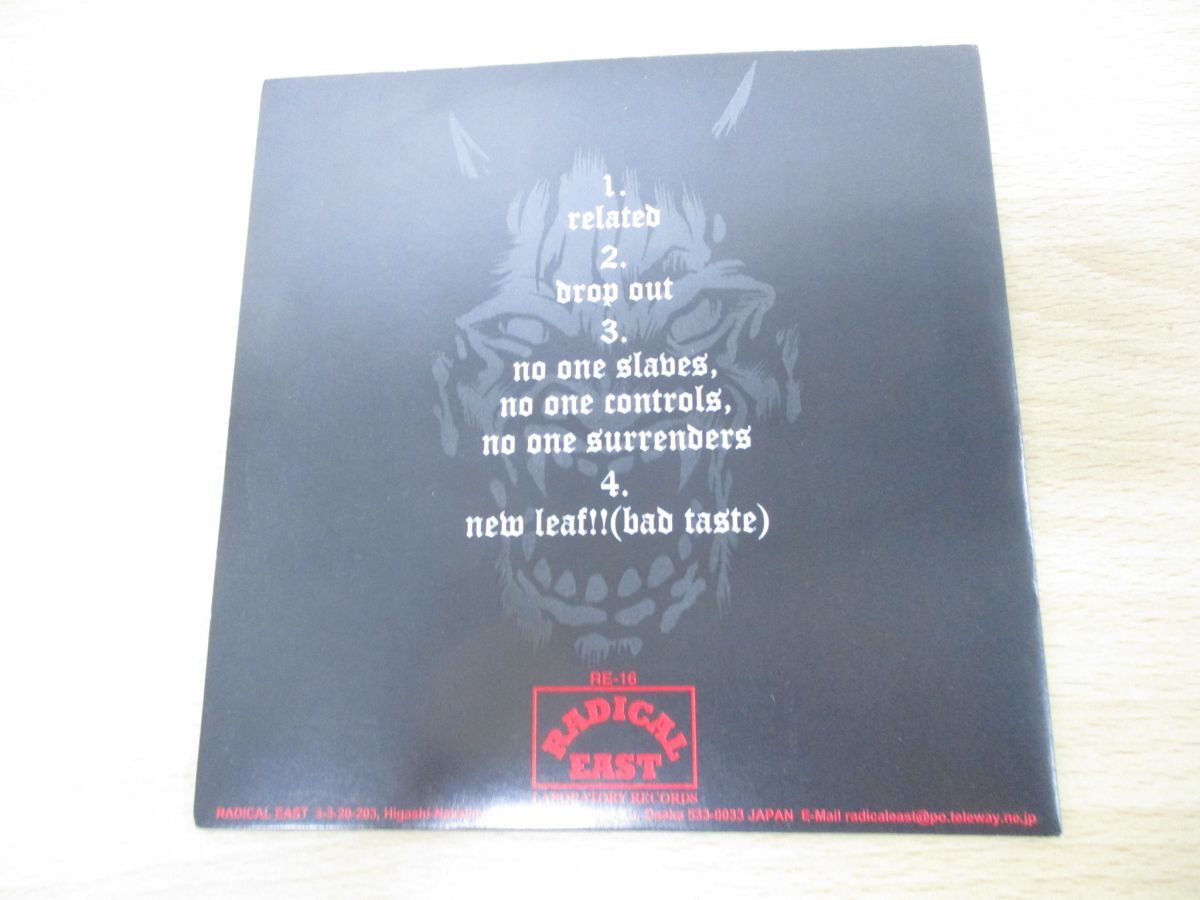 1.
related
2.
drop out
3.
no one slaves,
no one controls,
no one surrenders
4.
new leaf!!(bad taste)
RE-16
RADICAL
EAST
LABORATORY RECORDS
RADICAL EAST 3-3-20-203, Osaka 533-0033 JAPAN E-Mail radicaleast@po.teleway.ne.jp